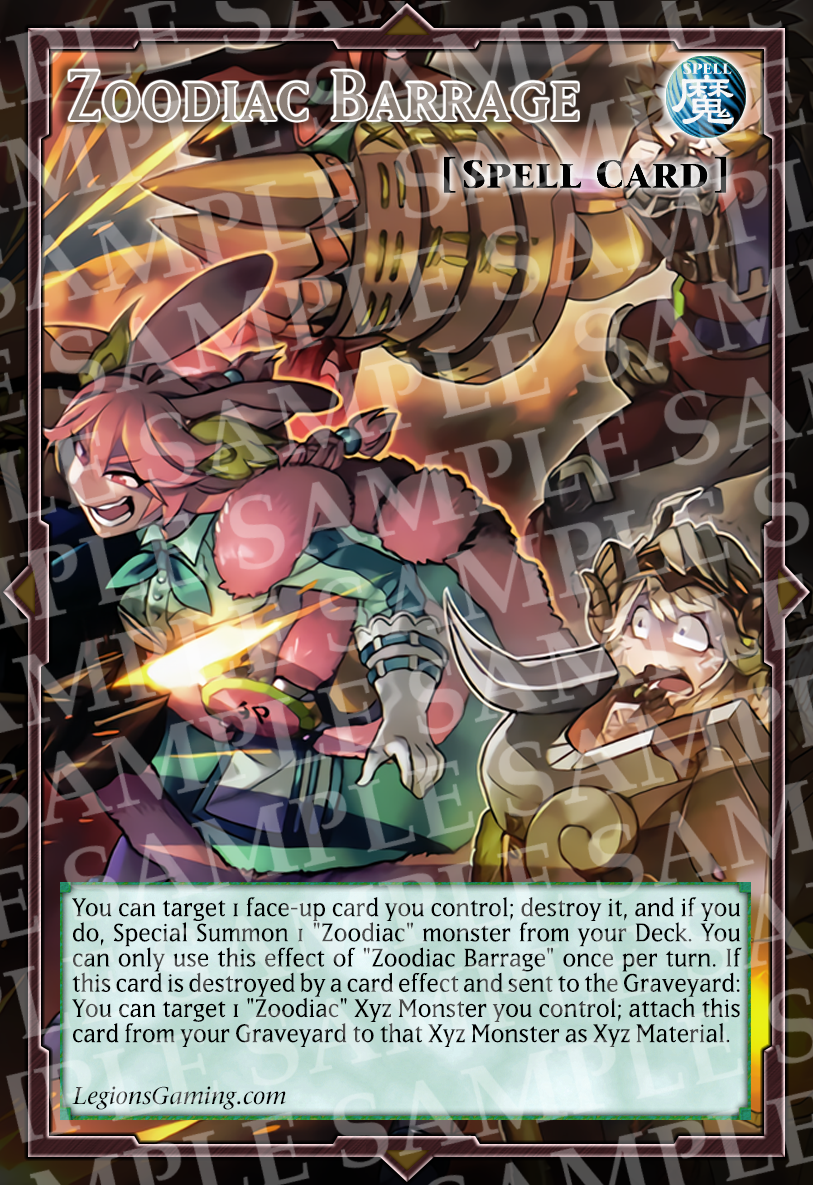 Zoodiac Barrage
SPELL
魔
[Spell Card]
You can target 1 face-up card you control; destroy it, and if you
do, Special Summon 1 "Zoodiac" monster from your Deck. You
can only use this effect of "Zoodiac Barrage" once per turn. If
this card is destroyed by a card effect and sent to the Graveyard:
You can target 1 "Zoodiac" Xyz Monster you control; attach this
card from your Graveyard to that Xyz Monster as Xyz Material.
LegionsGaming.com
SAMPLE SAMPLE SAMPLE